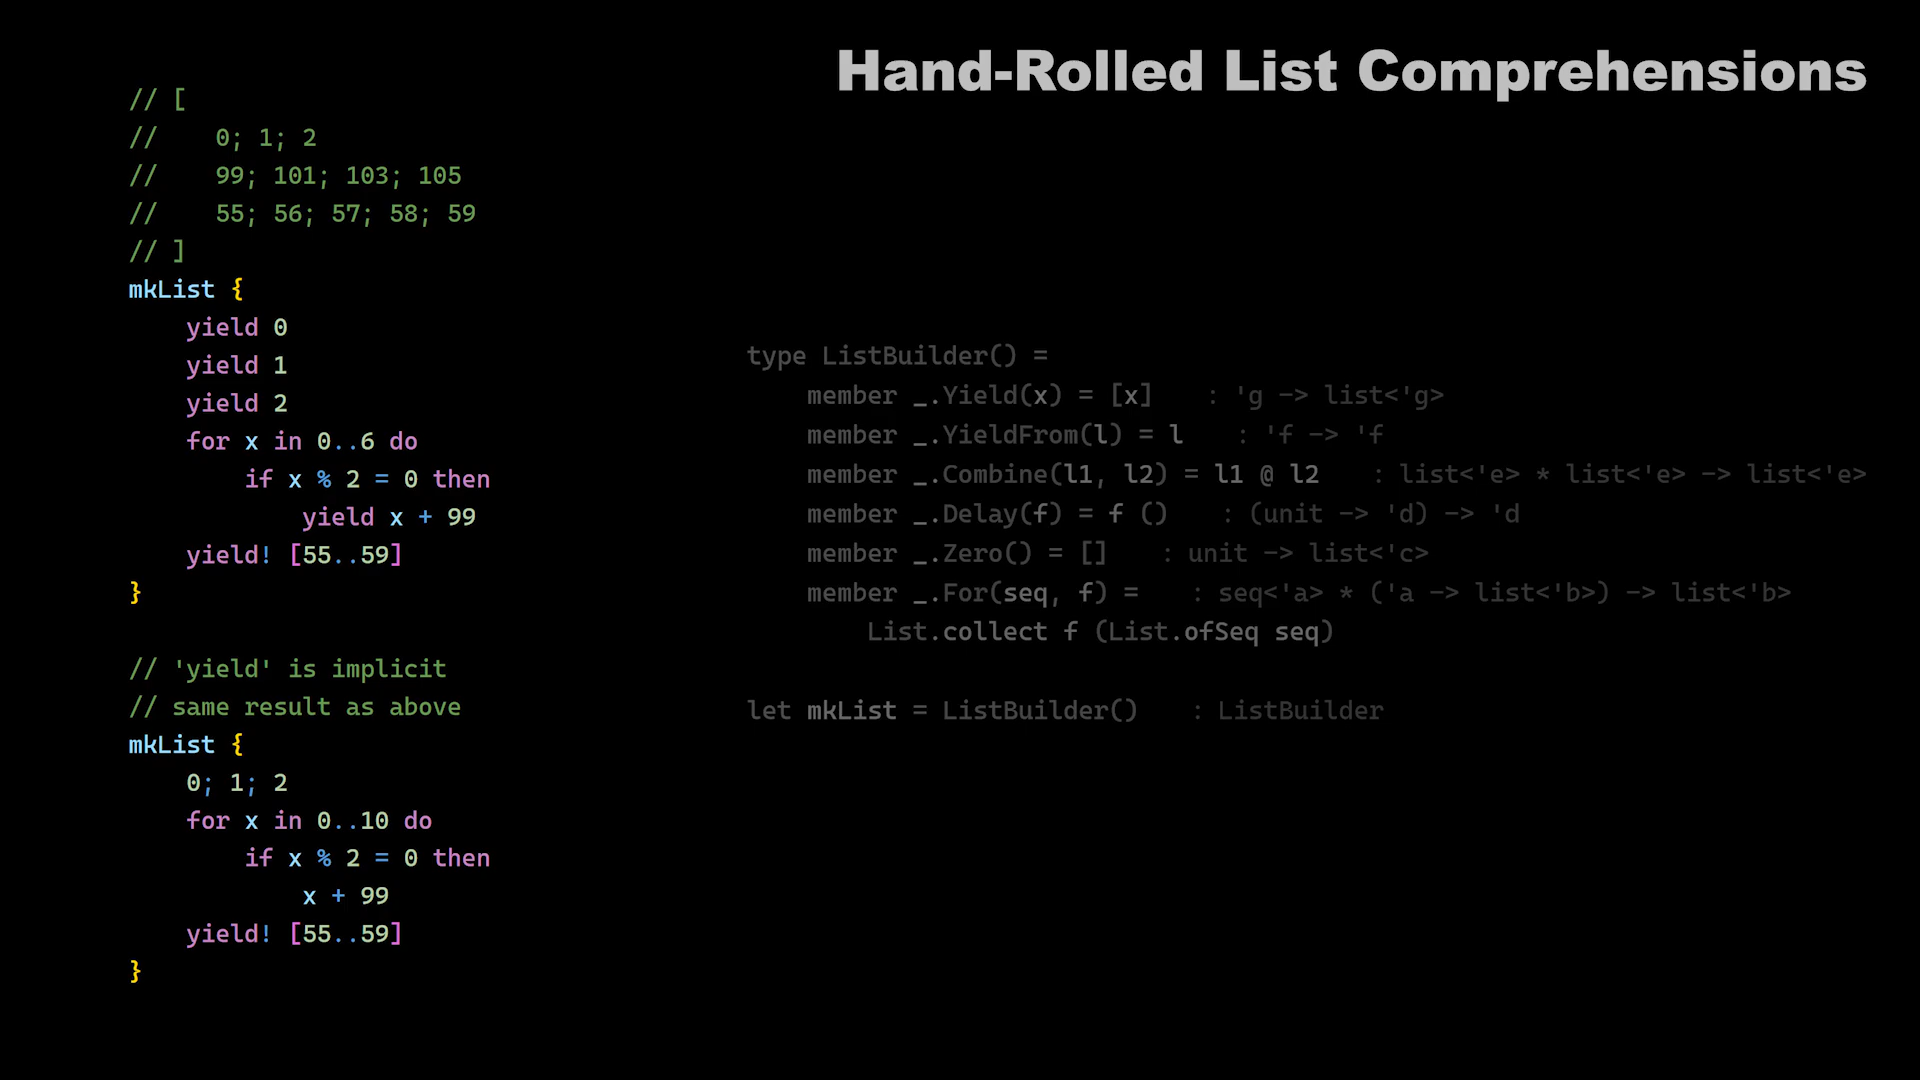 Hand-Rolled List Comprehensions
// [
//    0; 1; 2
//    99; 101; 103; 105
//    55; 56; 57; 58; 59
// ]
mkList {
    yield 0
    yield 1
    yield 2
    for x in 0..6 do
        if x % 2 = 0 then
            yield x + 99
    yield! [55..59]
}
// 'yield' is implicit
// same result as above
mkList {
    0; 1; 2
    for x in 0..10 do
        if x % 2 = 0 then
            x + 99
    yield! [55..59]
}
type ListBuilder() =
    member _.Yield(x) = [x]   : 'g -> list<'g>
    member _.YieldFrom(l) = l   : 'f -> 'f
    member _.Combine(l1, l2) = l1 @ l2   : list<'e> * list<'e> -> list<'e>
    member _.Delay(f) = f ()   : (unit -> 'd) -> 'd
    member _.Zero() = []   : unit -> list<'c>
    member _.For(seq, f) =   : seq<'a> * ('a -> list<'b>) -> list<'b>
        List.collect f (List.ofSeq seq)
let mkList = ListBuilder()   : ListBuilder